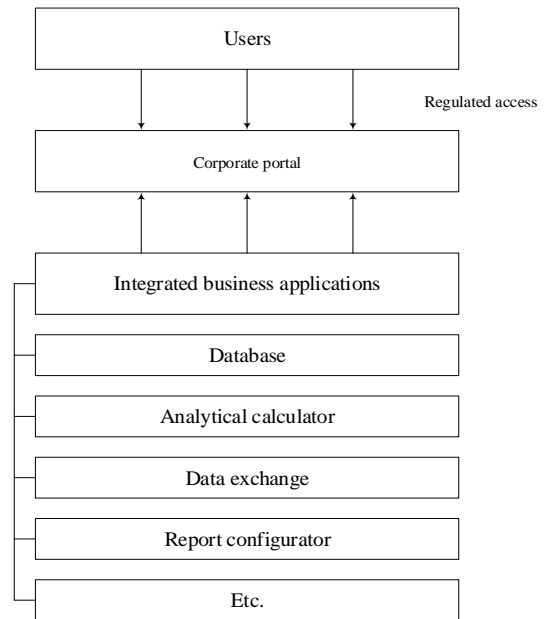 Users
Regulated access
Corporate portal
Integrated business applications
Database
Analytical calculator
Data exchange
Report configurator
Etc.